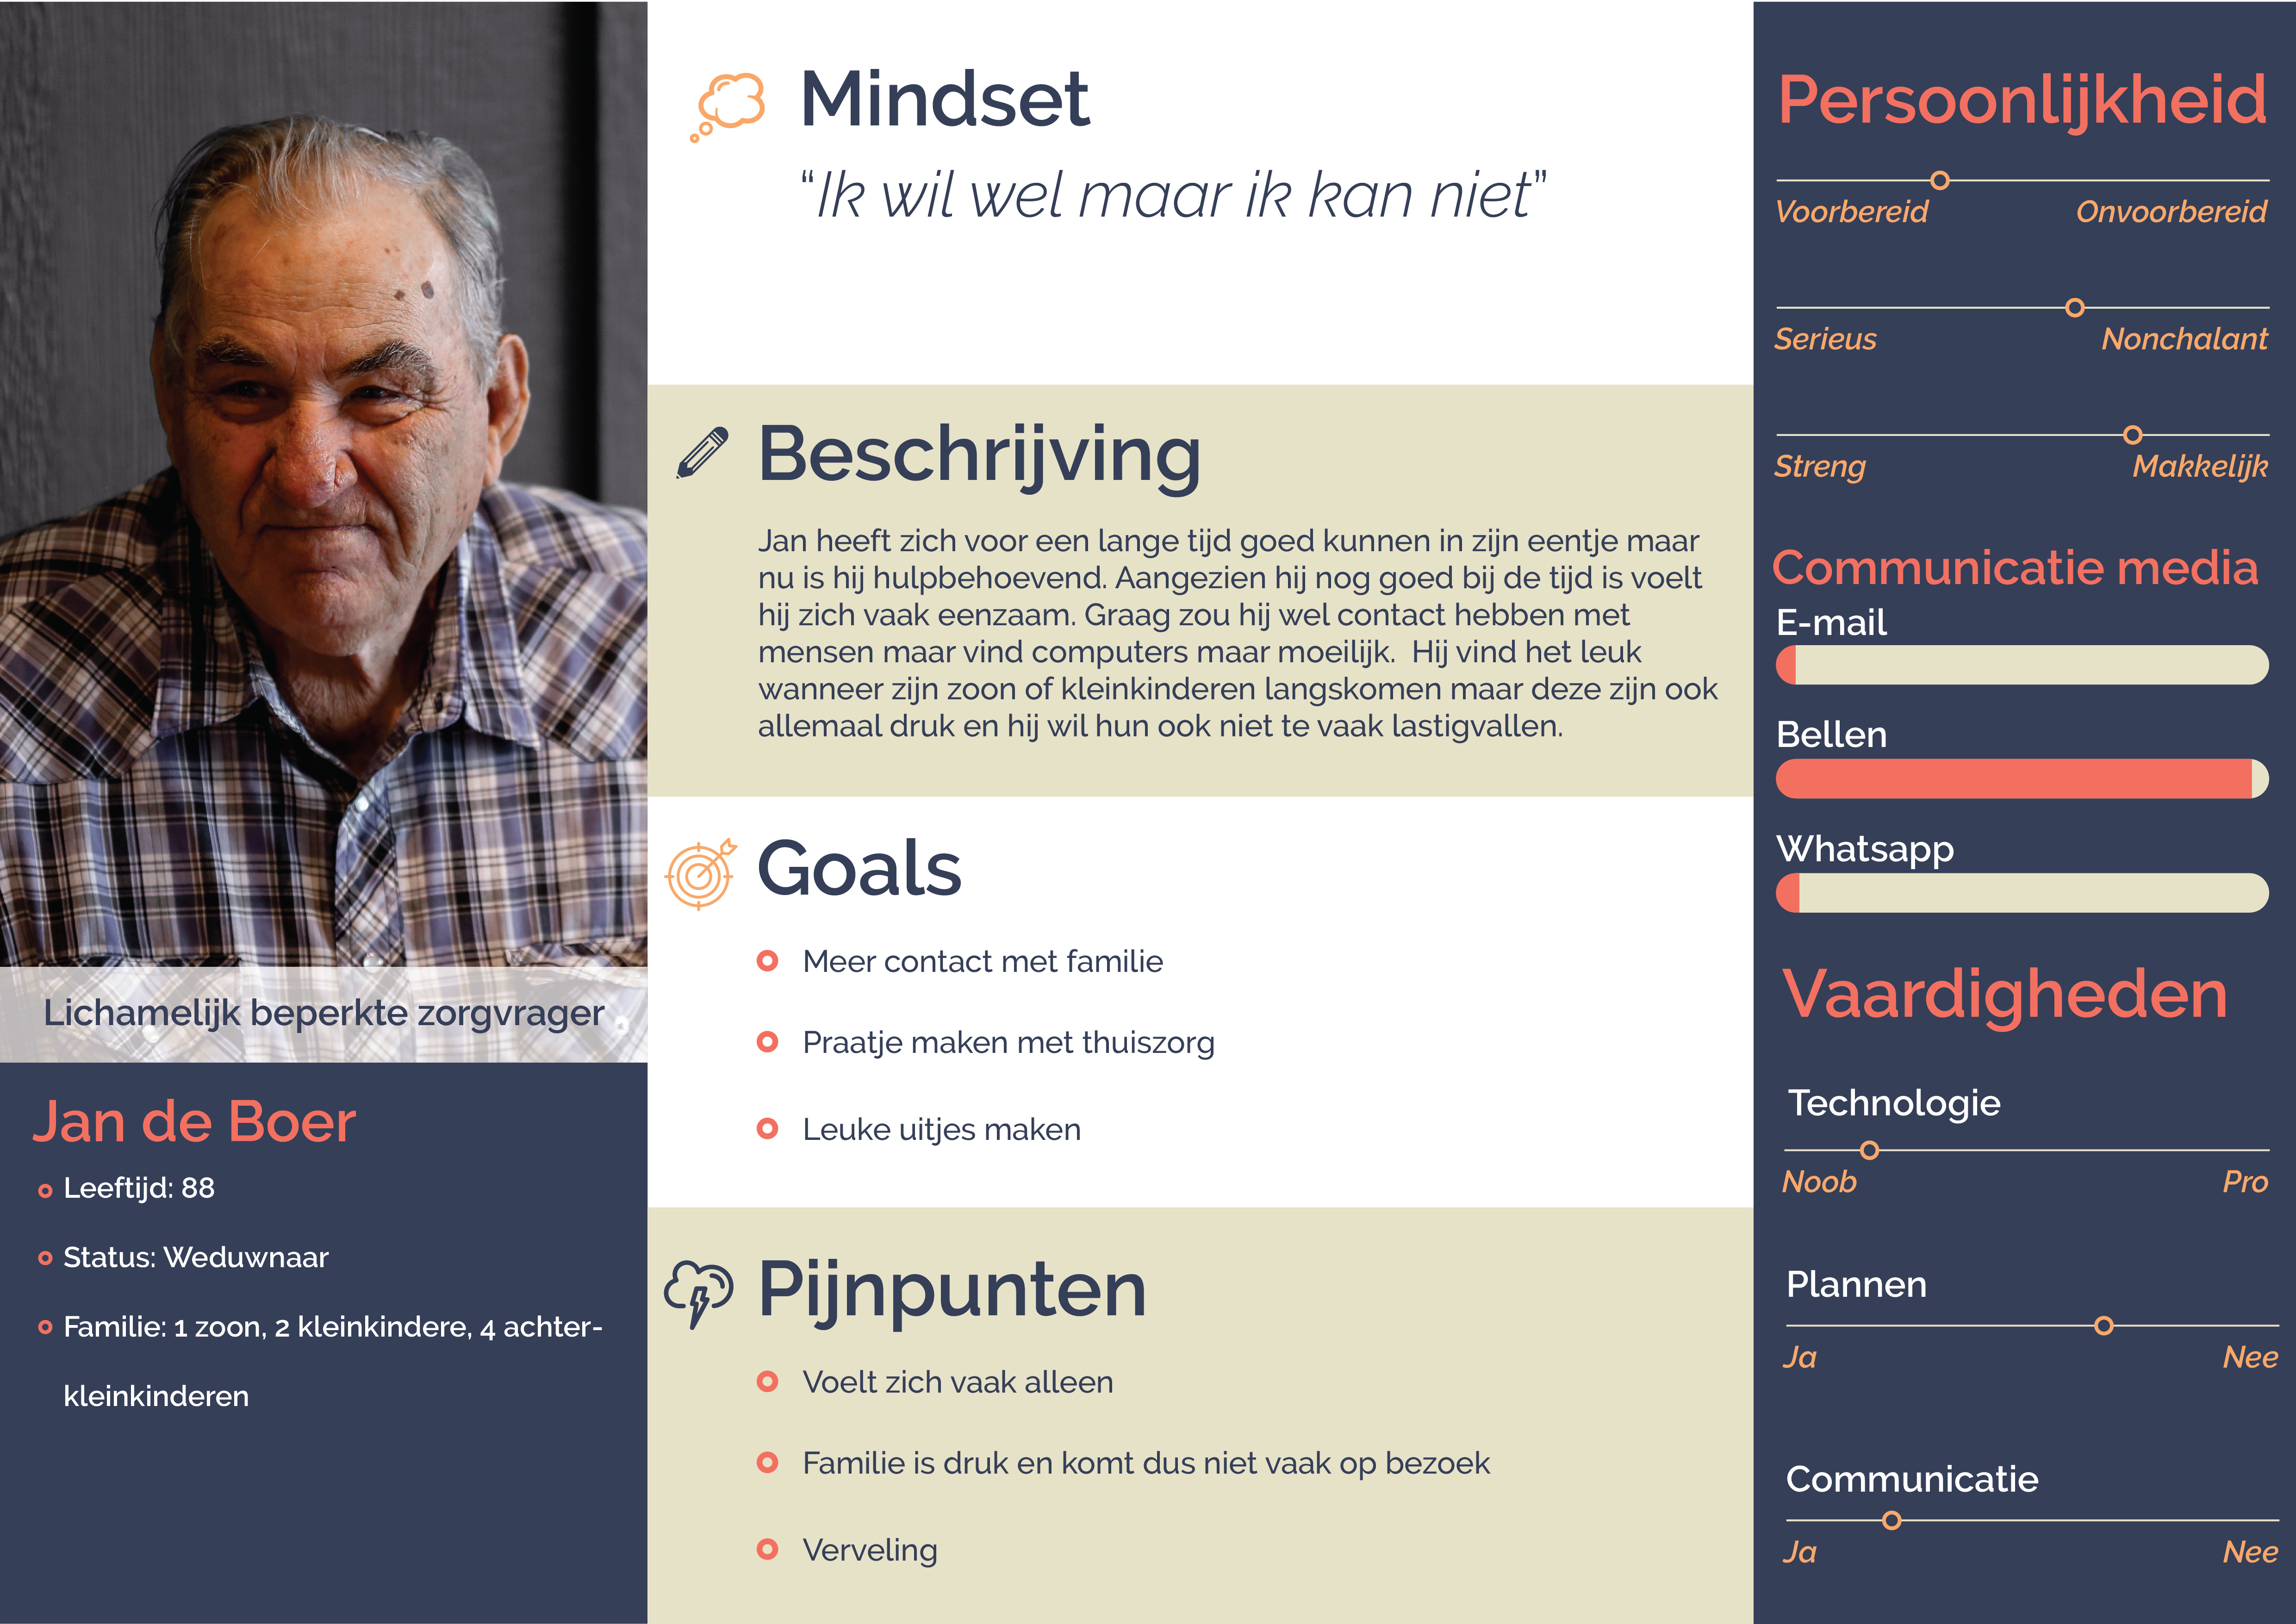 Lichamelijk beperkte zorgvrager
Jan de Boer
Leeftijd: 88
Status: Weduwnaar
Familie: 1 zoon, 2 kleinkindere, 4 achter-
kleinkinderen
Mindset
“Ik wil wel maar ik kan niet”
Beschrijving
Jan heeft zich voor een lange tijd goed kunnen in zijn eentje maar
nu is hij hulpbehoevend. Aangezien hij nog goed bij de tijd is voelt
hij zich vaak eenzaam. Graag zou hij wel contact hebben met
mensen maar vind computers maar moeilijk.  Hij vind het leuk
wanneer zijn zoon of kleinkinderen langskomen maar deze zijn ook
allemaal druk en hij wil hun ook niet te vaak lastigvallen.
Goals
Meer contact met familie
Praatje maken met thuiszorg
Leuke uitjes maken
Pijnpunten
Voelt zich vaak alleen
Familie is druk en komt dus niet vaak op bezoek
Verveling
Persoonlijkheid
Voorbereid Onvoorbereid
Serieus Nonchalant
Streng Makkelijk
Communicatie media
E-mail
Bellen
Whatsapp
Vaardigheden
Technologie
Noob Pro
Plannen
Ja Nee
Communicatie
Ja Nee